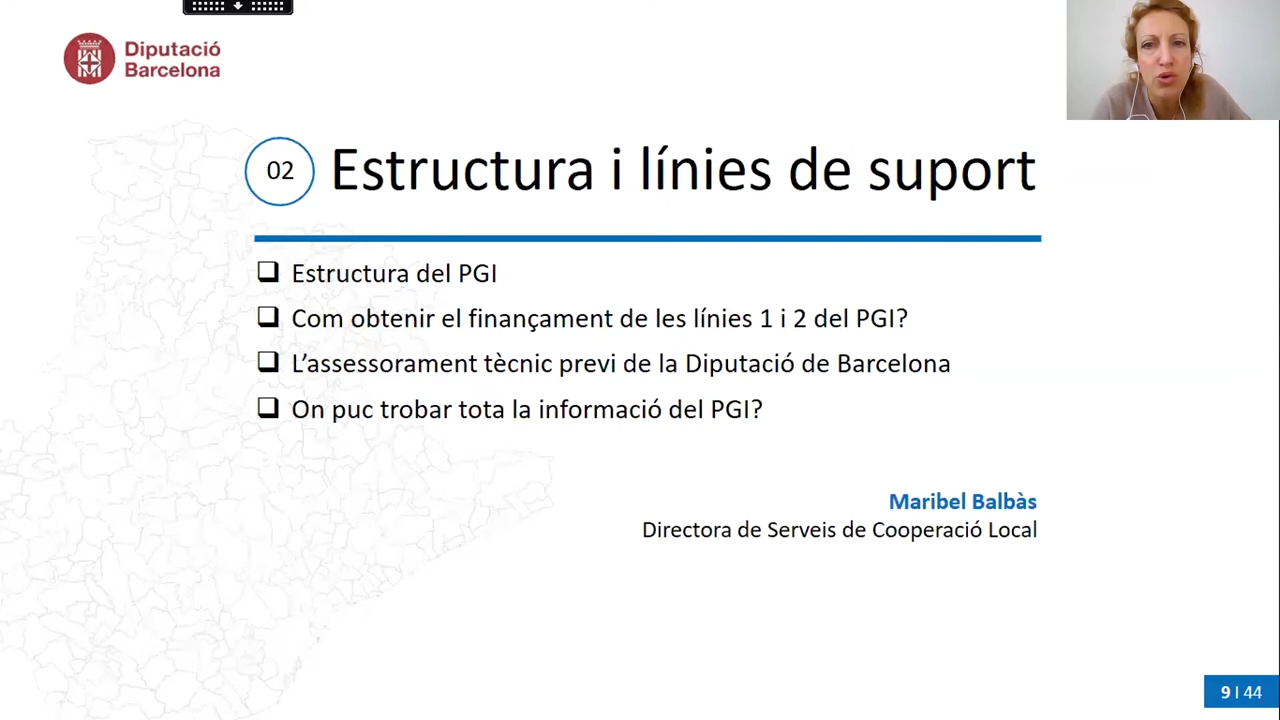 Diputació
Barcelona
02
Estructura i línies de suport
Estructura del PGI
Com obtenir el finançament de les línies 1 i 2 del PGI?
L'assessorament tècnic previ de la Diputació de Barcelona
On puc trobar tota la informació del PGI?
Maribel Balbàs
Directora de Serveis de Cooperació Local
9 I 44